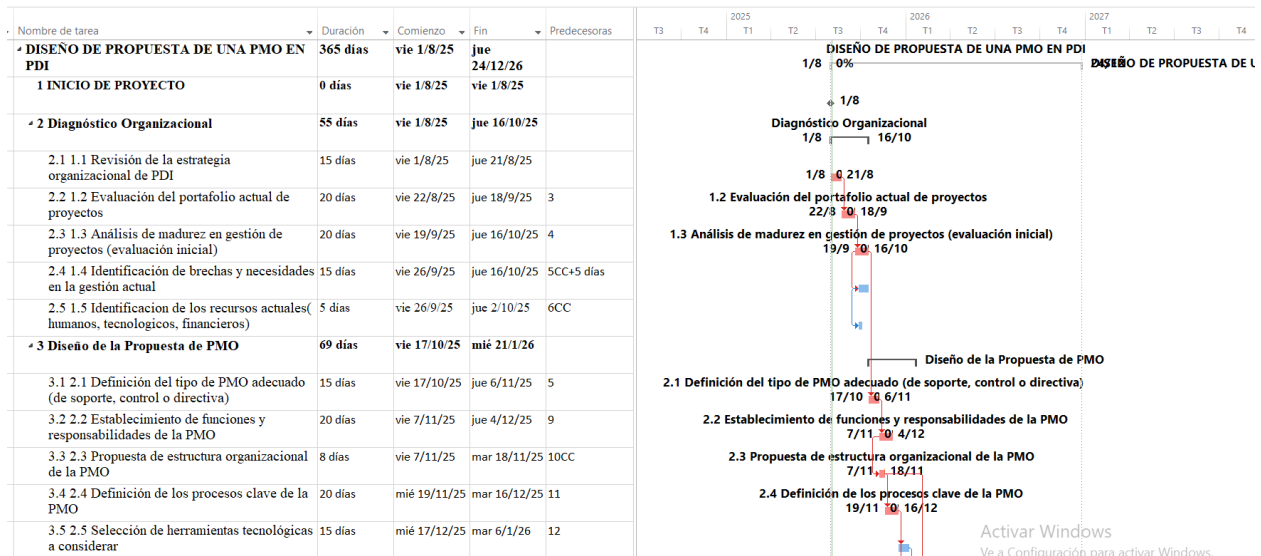 2025 2026 2027
Nombre de tarea Duración Comienzo Fin Predecesoras T3 T4 T1 T2 T3 T4 T1 T2 T3 T4 T1 T2 T3 T4
DISEÑO DE PROPUESTA DE UNA PMO EN 365 días vie 1/8/25 jue DISEÑO DE PROPUESTA DE UNA PMO EN PDI
PDI 24/12/26 1/8 0% DISEÑO DE PROPUESTA DE U
1 INICIO DE PROYECTO 0 días vie 1/8/25 vie 1/8/25
1/8
2 Diagnóstico Organizacional 55 días vie 1/8/25 jue 16/10/25 Diagnóstico Organizacional
1/8 16/10
2.1 1.1 Revisión de la estrategia 15 días vie 1/8/25 jue 21/8/25
organizacional de PDI 1/8 0 21/8
2.2 1.2 Evaluación del portafolio actual de 20 días vie 22/8/25 jue 18/9/25 3 1.2 Evaluación del portafolio actual de proyectos
proyectos 22/8 0 18/9
2.3 1.3 Análisis de madurez en gestión de 20 días vie 19/9/25 jue 16/10/25 4 1.3 Análisis de madurez en gestión de proyectos (evaluación inicial)
proyectos (evaluación inicial) 19/9 0 16/10
2.4 1.4 Identificación de brechas y necesidades 15 días vie 26/9/25 jue 16/10/25 5CC+5 días
en la gestión actual
2.5 1.5 Identificacion de los recursos actuales( 5 días vie 26/9/25 jue 2/10/25 6CC
humanos, tecnologicos, financieros)
3 Diseño de la Propuesta de PMO 69 días vie 17/10/25 mié 21/1/26
Diseño de la Propuesta de PMO
3.1 2.1 Definición del tipo de PMO adecuado 15 días vie 17/10/25 jue 6/11/25 5 2.1 Definición del tipo de PMO adecuado (de soporte, control o directiva)
(de soporte, control o directiva) 17/10 0 6/11
3.2 2.2 Establecimiento de funciones y 20 días vie 7/11/25 jue 4/12/25 9 2.2 Establecimiento de funciones y responsabilidades de la PMO
responsabilidades de la PMO 7/11 0 4/12
3.3 2.3 Propuesta de estructura organizacional 8 días vie 7/11/25 mar 18/11/25 10CC 2.3 Propuesta de estructura organizacional de la PMO
de la PMO 7/11 18/11
3.4 2.4 Definición de los procesos clave de la 20 días mié 19/11/25 mar 16/12/25 11 2.4 Definición de los procesos clave de la PMO
PMO 19/11 0 16/12
3.5 2.5 Selección de herramientas tecnológicas 15 días mié 17/12/25 mar 6/1/26 12
a considerar
Activar Windows
Ve a Configuración para activar Windows.